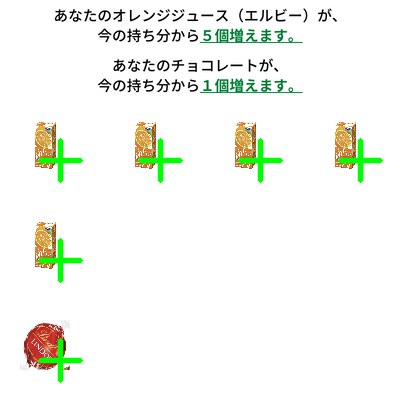 あなたのオレンジジュース（エルビー）が、
今の持ち分から５個増えます。
あなたのチョコレートが、
今の持ち分から１個増えます。